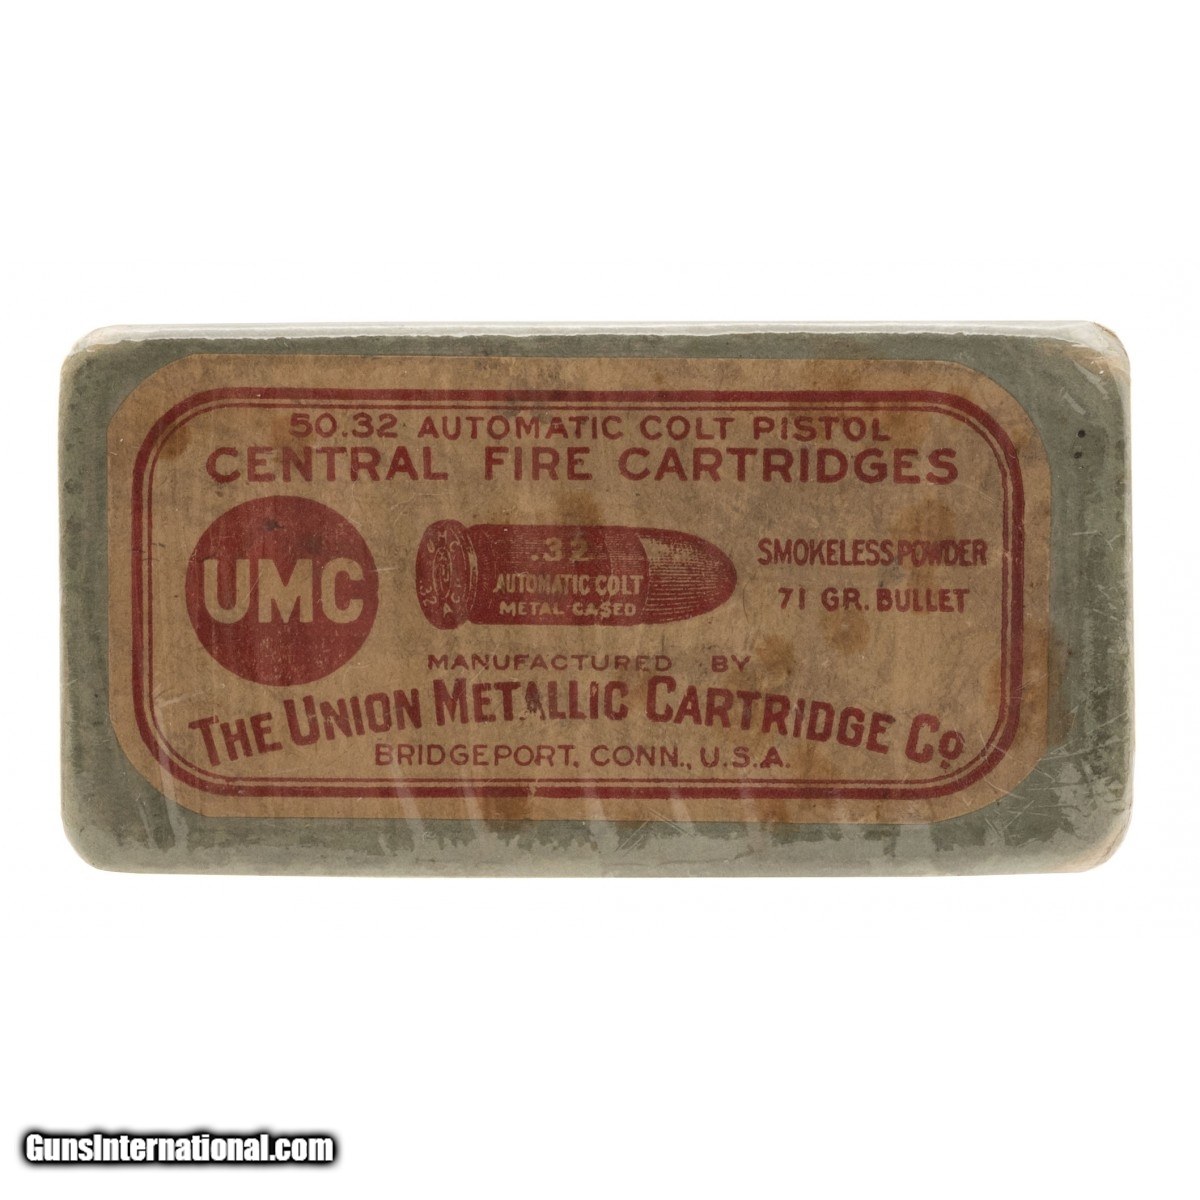 50.32 AUTOMATIC COLT PISTOL
CENTRAL FIRE CARTRIDGES
UMC
.32
AUTOMATIC COLT
METAL CASED
SMOKELESS POWDER
71 GR. BULLET
MANUFACTURED BY
THE UNION METALLIC CARTRIDGE CO.
BRIDGEPORT, CONN., U.S.A.
GunsInternational.com